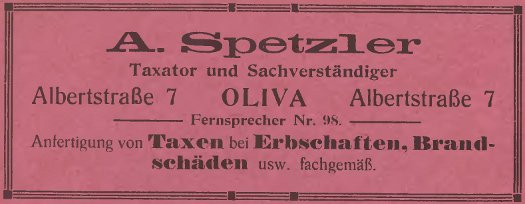 A. Spetzler
Taxator und Sachverständiger
Albertstraße 7 OLIVA Albertstraße 7
Fernsprecher Nr. 98.
Anfertigung von Taxen bei Erbschaften, Brand-
schäden usw. fachgemäß.